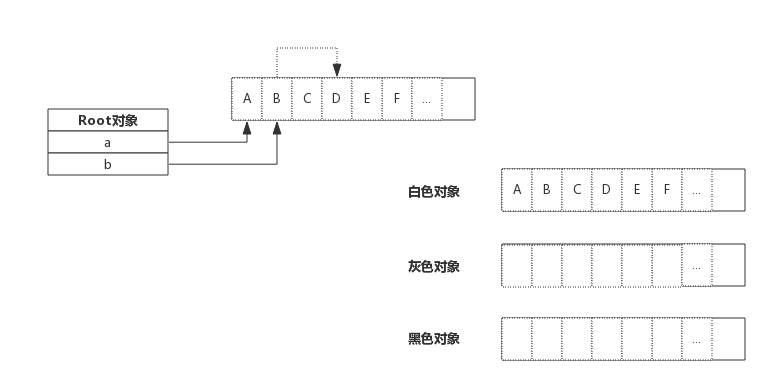 A B C D E F ...
Root对象
a
b
白色对象 A B C D E F ...
灰色对象 ...
黑色对象 ...